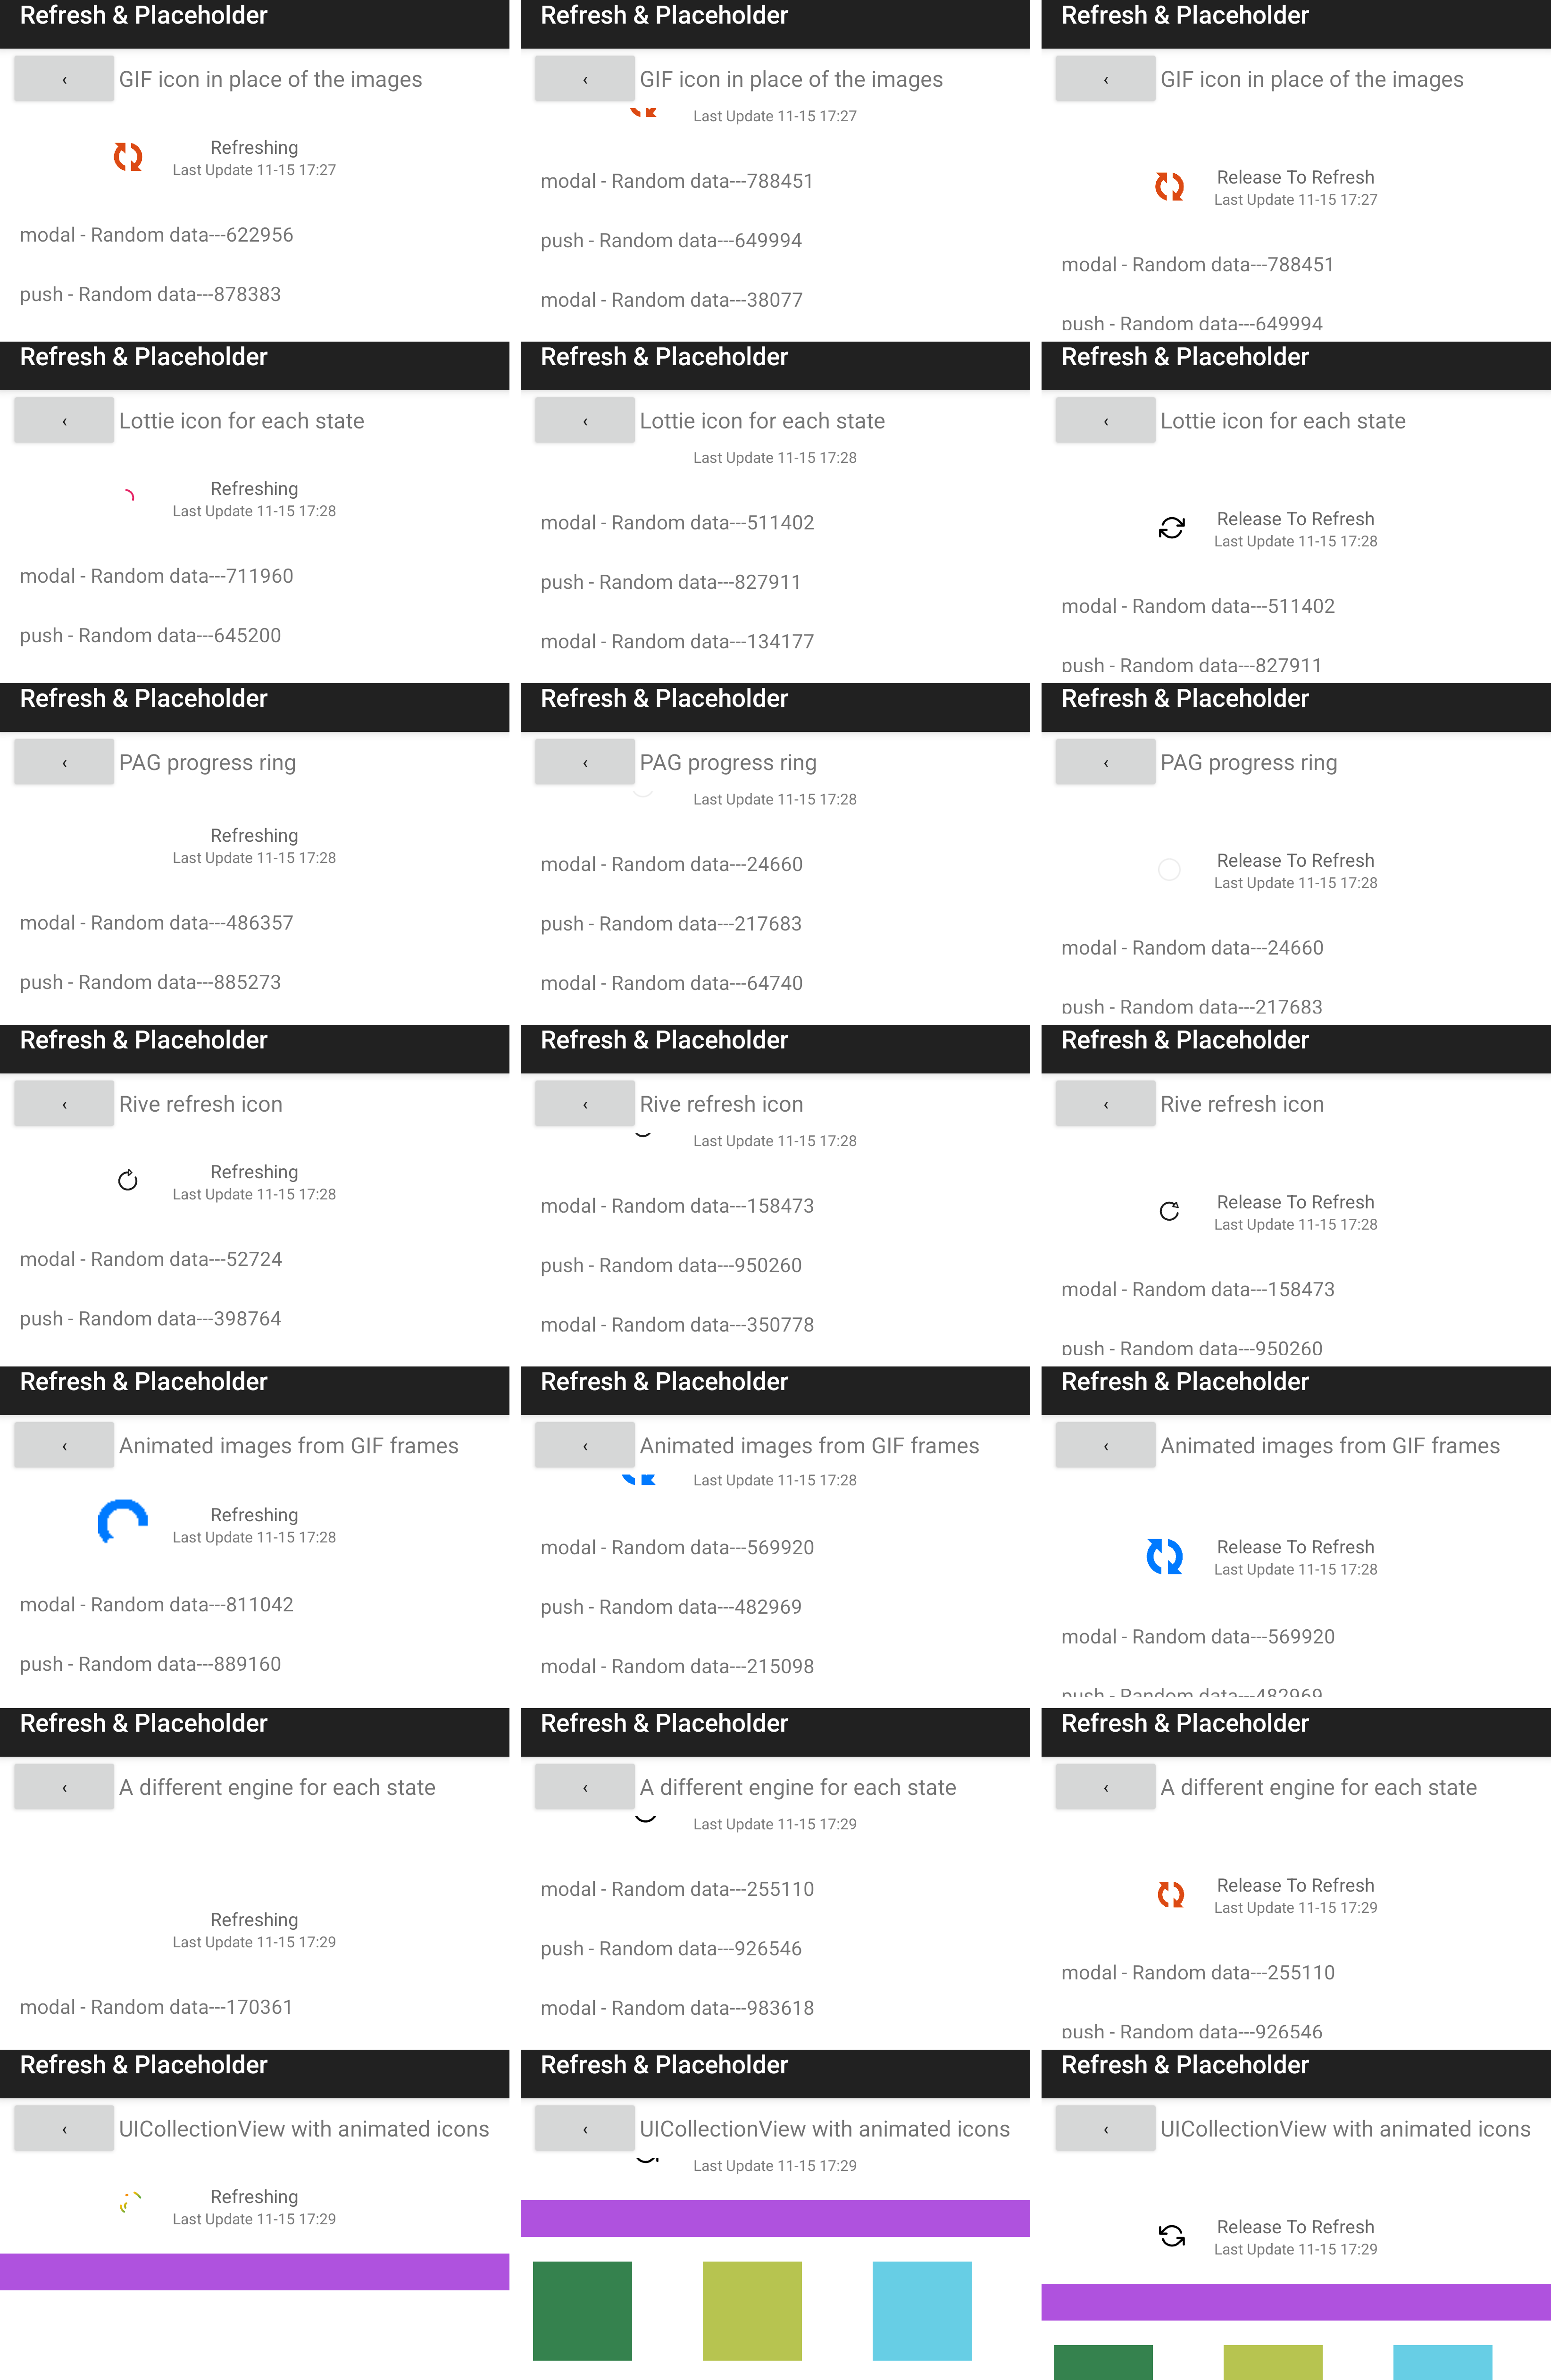 Refresh & Placeholder
‹ GIF icon in place of the images
Refreshing
Last Update 11-15 17:27
modal - Random data---622956
push - Random data---878383
Refresh & Placeholder
‹ GIF icon in place of the images
Last Update 11-15 17:27
modal - Random data---788451
push - Random data---649994
modal - Random data---38077
Refresh & Placeholder
‹ GIF icon in place of the images
Release To Refresh
Last Update 11-15 17:27
modal - Random data---788451
push - Random data---649994
Refresh & Placeholder
‹ Lottie icon for each state
Refreshing
Last Update 11-15 17:28
modal - Random data---711960
push - Random data---645200
Refresh & Placeholder
‹ Lottie icon for each state
Last Update 11-15 17:28
modal - Random data---511402
push - Random data---827911
modal - Random data---134177
Refresh & Placeholder
‹ Lottie icon for each state
Release To Refresh
Last Update 11-15 17:28
modal - Random data---511402
push - Random data---827911
Refresh & Placeholder
‹ PAG progress ring
Refreshing
Last Update 11-15 17:28
modal - Random data---486357
push - Random data---885273
Refresh & Placeholder
‹ PAG progress ring
Last Update 11-15 17:28
modal - Random data---24660
push - Random data---217683
modal - Random data---64740
Refresh & Placeholder
‹ PAG progress ring
Release To Refresh
Last Update 11-15 17:28
modal - Random data---24660
push - Random data---217683
Refresh & Placeholder
‹ Rive refresh icon
Refreshing
Last Update 11-15 17:28
modal - Random data---52724
push - Random data---398764
Refresh & Placeholder
‹ Rive refresh icon
Last Update 11-15 17:28
modal - Random data---158473
push - Random data---950260
modal - Random data---350778
Refresh & Placeholder
‹ Rive refresh icon
Release To Refresh
Last Update 11-15 17:28
modal - Random data---158473
push - Random data---950260
Refresh & Placeholder
‹ Animated images from GIF frames
Refreshing
Last Update 11-15 17:28
modal - Random data---811042
push - Random data---889160
Refresh & Placeholder
‹ Animated images from GIF frames
Last Update 11-15 17:28
modal - Random data---569920
push - Random data---482969
modal - Random data---215098
Refresh & Placeholder
‹ Animated images from GIF frames
Release To Refresh
Last Update 11-15 17:28
modal - Random data---569920
push - Random data---482969
Refresh & Placeholder
‹ A different engine for each state
Refreshing
Last Update 11-15 17:29
modal - Random data---170361
Refresh & Placeholder
‹ A different engine for each state
Last Update 11-15 17:29
modal - Random data---255110
push - Random data---926546
modal - Random data---983618
Refresh & Placeholder
‹ A different engine for each state
Release To Refresh
Last Update 11-15 17:29
modal - Random data---255110
push - Random data---926546
Refresh & Placeholder
‹ UICollectionView with animated icons
Refreshing
Last Update 11-15 17:29
Refresh & Placeholder
‹ UICollectionView with animated icons
Last Update 11-15 17:29
Refresh & Placeholder
‹ UICollectionView with animated icons
Release To Refresh
Last Update 11-15 17:29